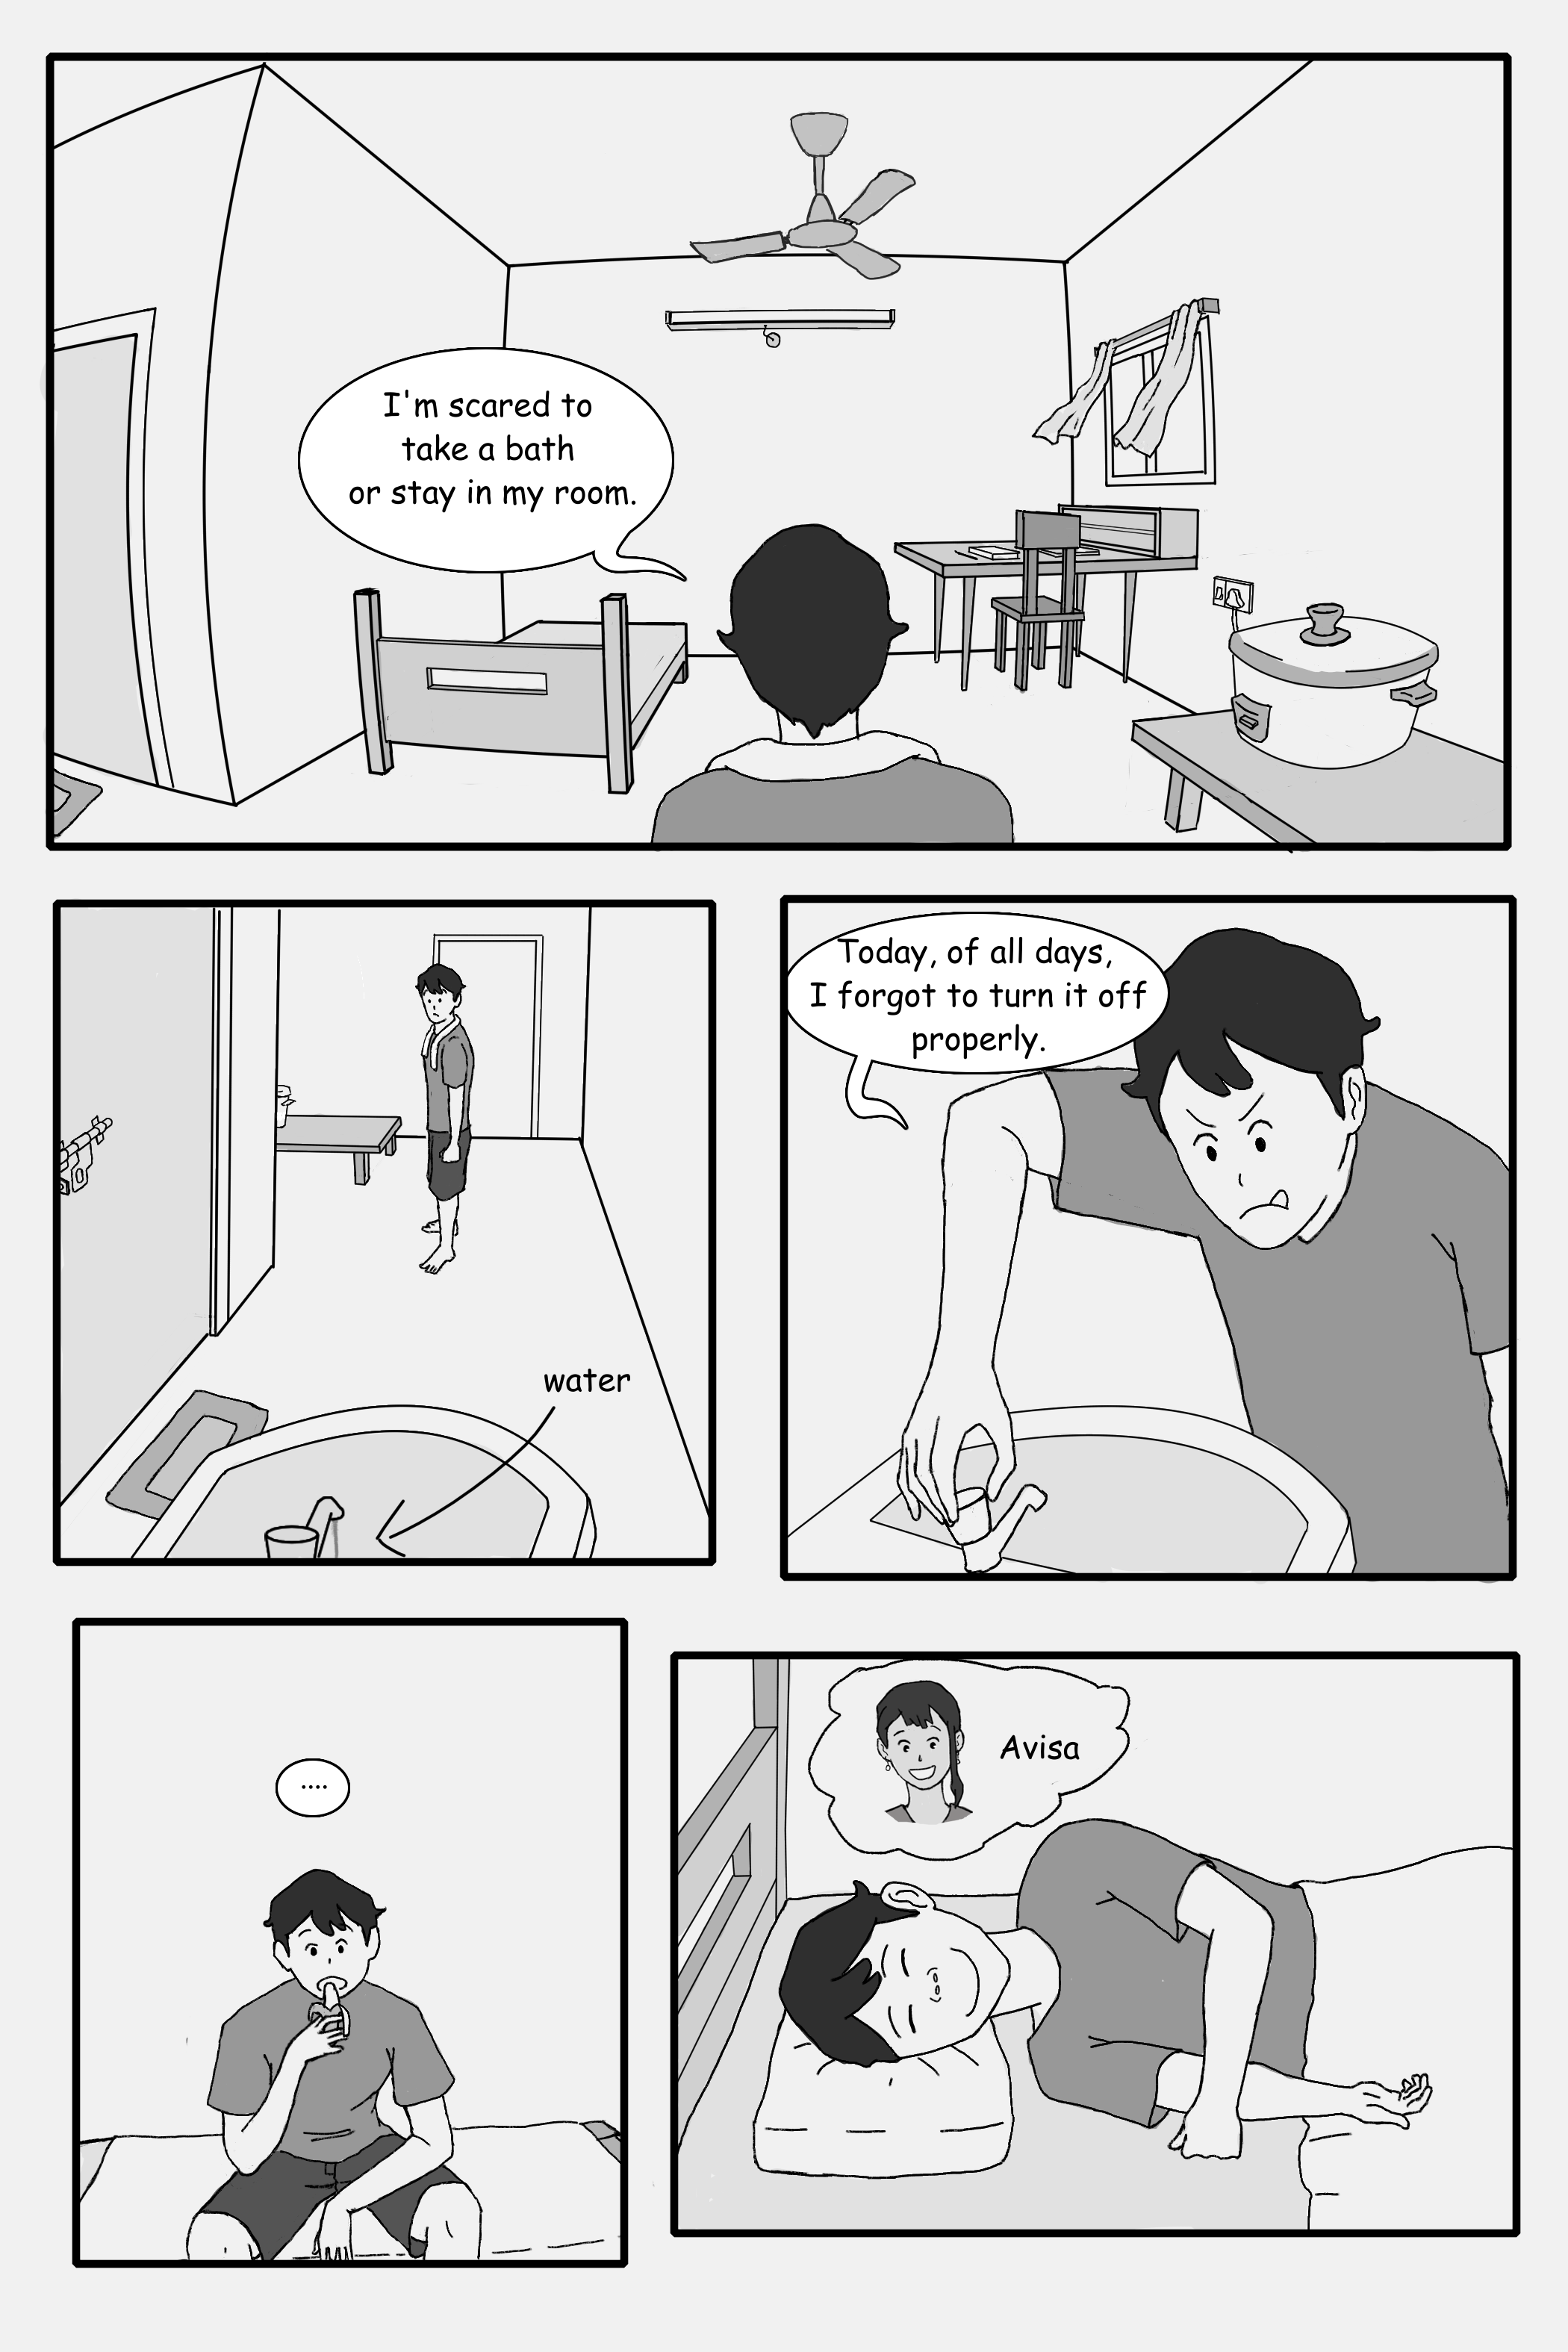 I'm scared to
take a bath
or stay in my room.
water
Today, of all days,
I forgot to turn it off
properly.
....
Avisa